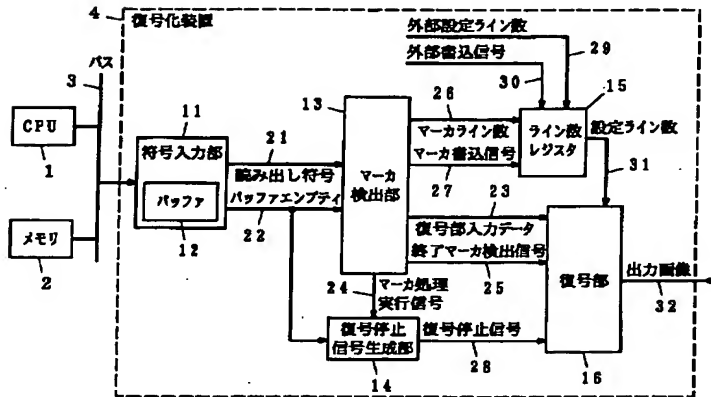 4
復号化装置
外部設定ライン数
外部書込信号
29
30
バス
3
13
26
15
11
21
マーカライン数
ライン数
レジスタ
設定ライン数
CPU
符号入力部
読み出し符号
マーカ
検出部
マーカ書込信号
31
1
バッファエンプティ
27
23
バッファ
12
22
復号部入力データ
メモリ
終了マーカ検出信号
出力画像
2
24
マーカ処理
実行信号
25
復号部
32
復号停止
信号生成部
復号停止信号
14
28
16